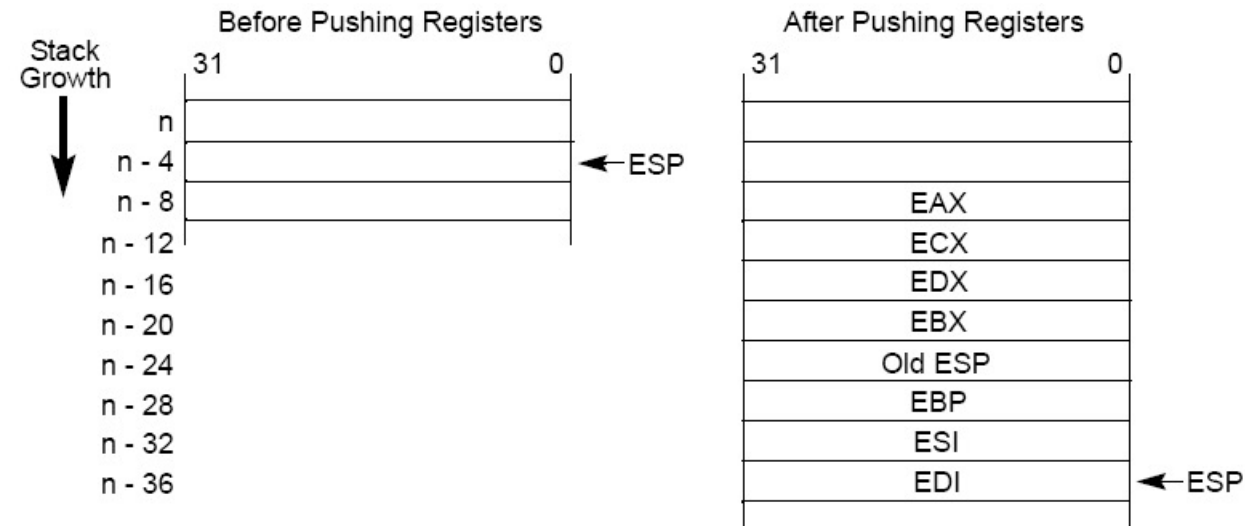 Before Pushing Registers
After Pushing Registers
Stack
Growth
31 0
31 0
n
n - 4 ESP
n - 8 EAX
n - 12 ECX
n - 16 EDX
n - 20 EBX
n - 24 Old ESP
n - 28 EBP
n - 32 ESI
n - 36 EDI ESP